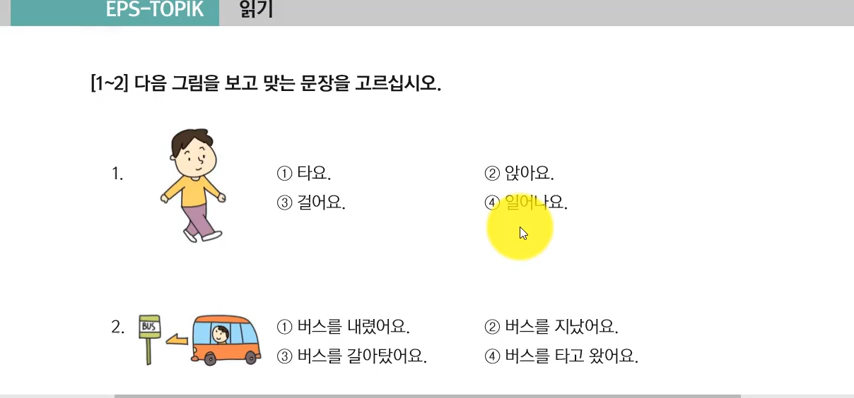 EPS-TOPIK 읽기
[1~2] 다음 그림을 보고 맞는 문장을 고르십시오.
1. ① 타요. ② 앉아요.
③ 걸어요. ④ 일어나요.
2. BUS ① 버스를 내렸어요. ② 버스를 지났어요.
③ 버스를 갈아탔어요. ④ 버스를 타고 왔어요.